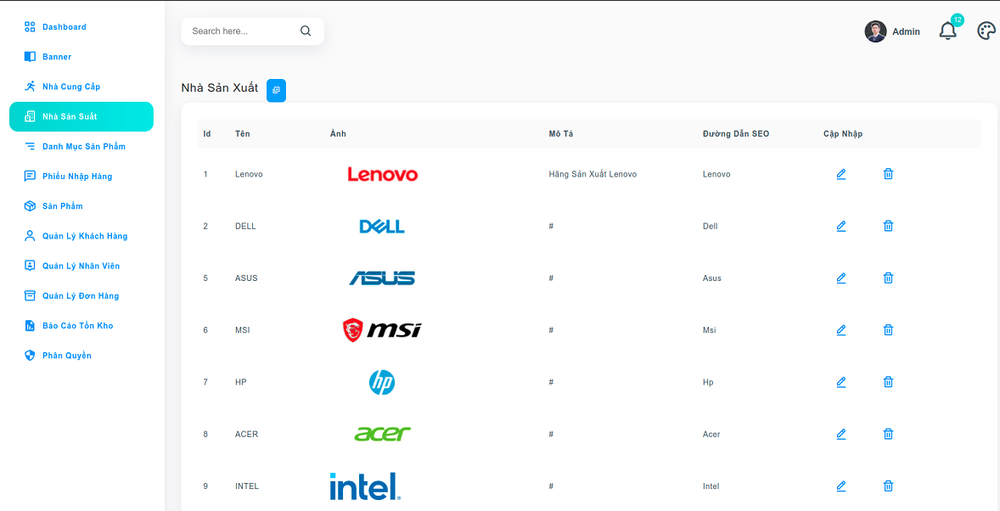 Dashboard
Banner
Nhà Cung Cấp
Nhà Sản Suất
Danh Mục Sản Phẩm
Phiếu Nhập Hàng
Sản Phẩm
Quản Lý Khách Hàng
Quản Lý Nhân Viên
Quản Lý Đơn Hàng
Báo Cáo Tồn Kho
Phân Quyền
Search here...
Admin
12
Nhà Sản Xuất
Id Tên Ảnh Mô Tả Đường Dẫn SEO Cập Nhập
1 Lenovo Lenovo Hãng Sản Xuất Lenovo Lenovo
2 DELL DELL # Dell
5 ASUS ASUS # Asus
6 MSI msi # Msi
7 HP hp # Hp
8 ACER acer # Acer
9 INTEL intel. # Intel